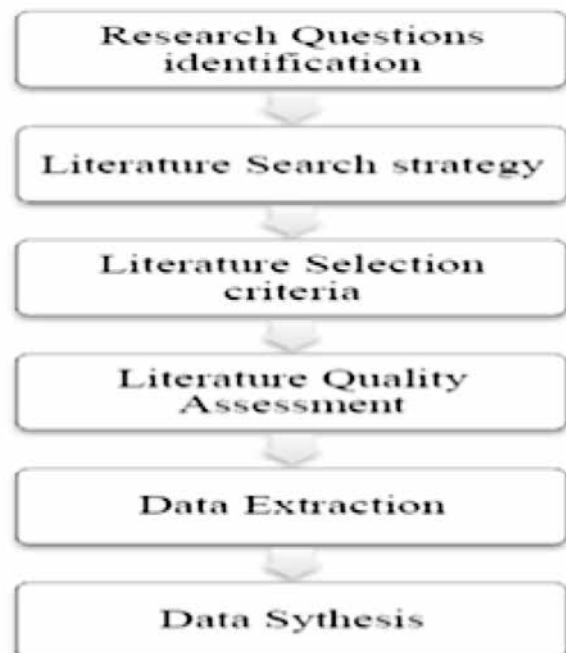 Research Questions
identification
Literature Search strategy
Literature Selection
criteria
Literature Quality
Assessment
Data Extraction
Data Sythesis